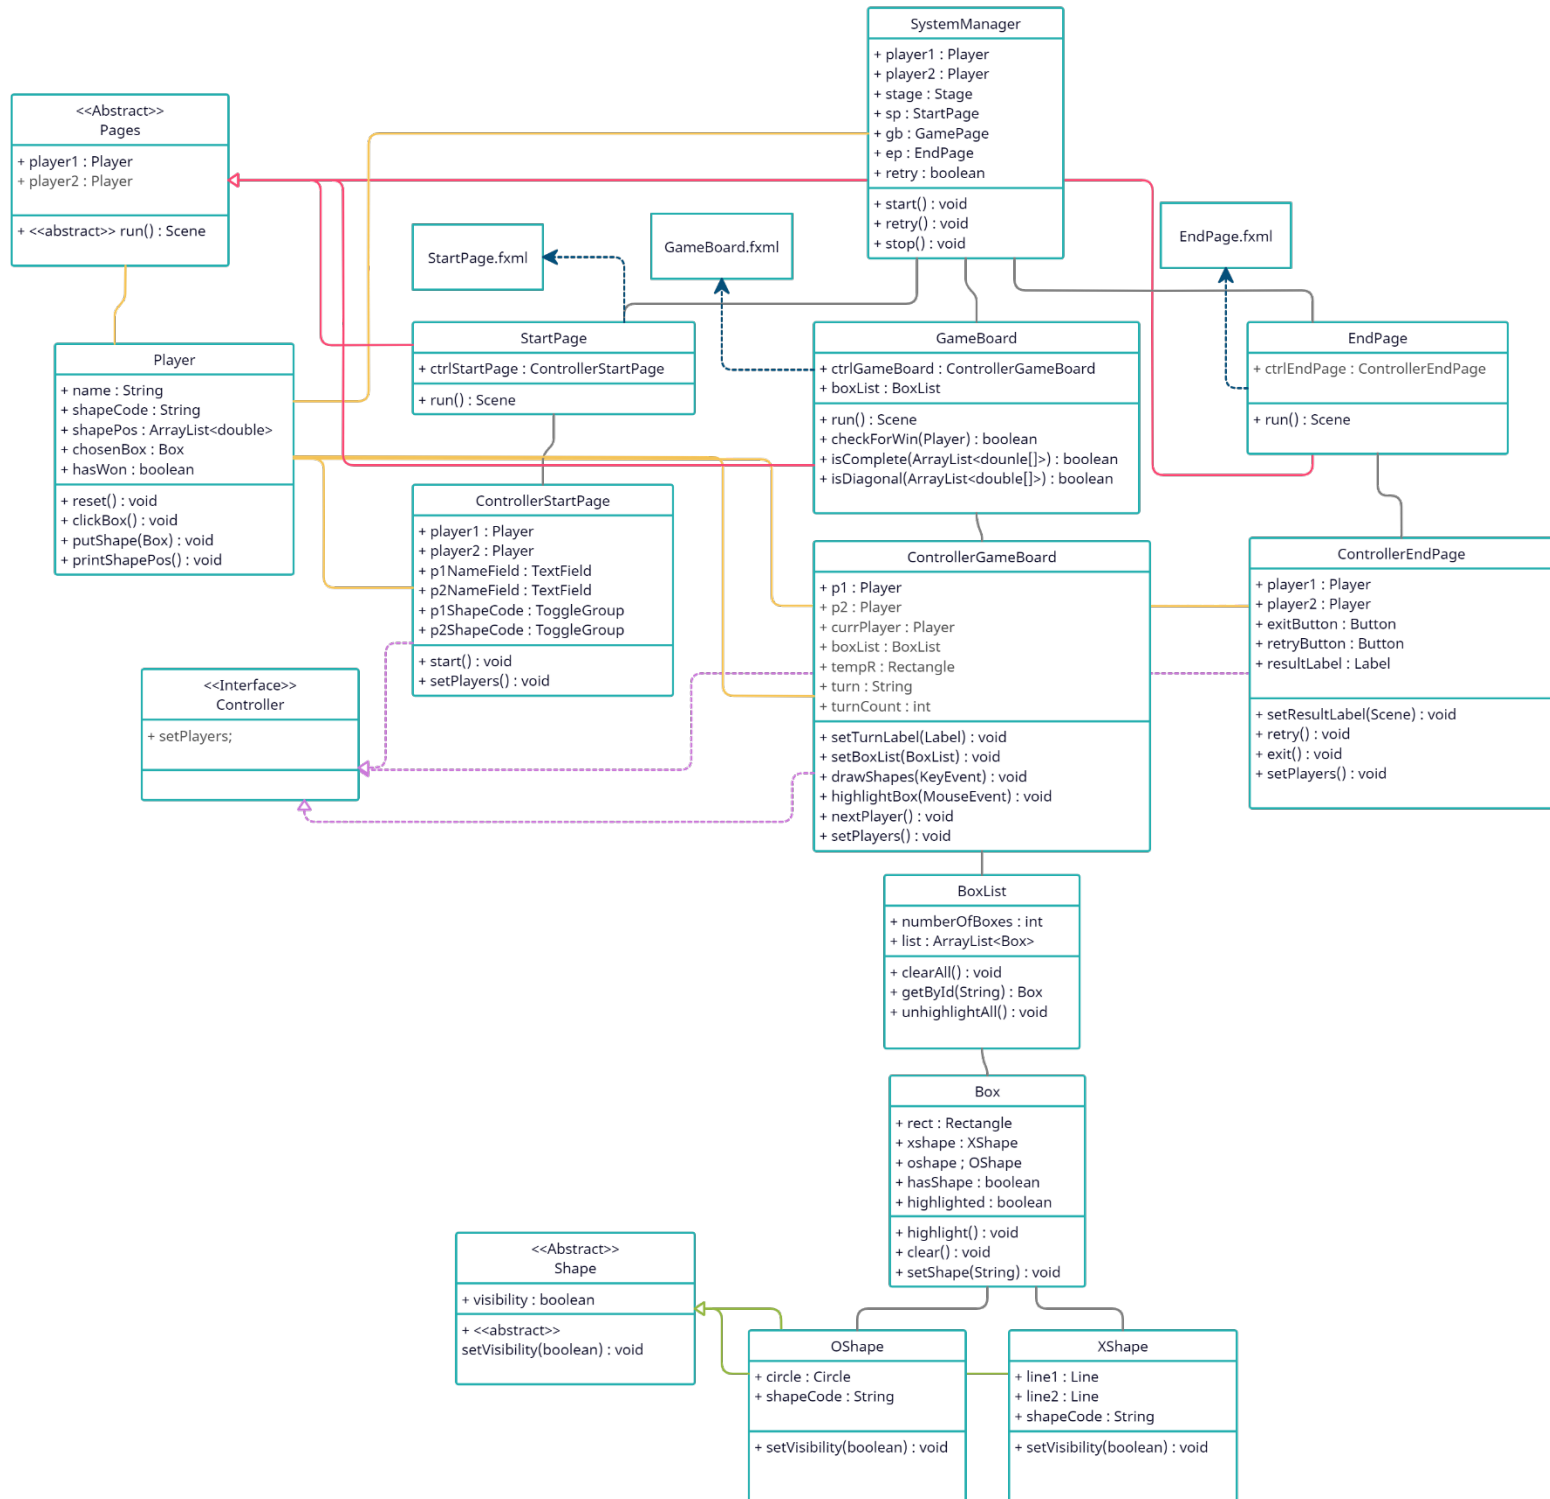 SystemManager
+ player1 : Player
+ player2 : Player
+ stage : Stage
+ sp : StartPage
+ gb : GamePage
+ ep : EndPage
+ retry : boolean
+ start() : void
+ retry() : void
+ stop() : void
<<Abstract>>
Pages
+ player1 : Player
+ player2 : Player
+ <<abstract>> run() : Scene
StartPage.fxml
GameBoard.fxml
EndPage.fxml
Player
+ name : String
+ shapeCode : String
+ shapePos : ArrayList<double>
+ chosenBox : Box
+ hasWon : boolean
+ reset() : void
+ clickBox() : void
+ putShape(Box) : void
+ printShapePos() : void
StartPage
+ ctrlStartPage : ControllerStartPage
+ run() : Scene
GameBoard
+ ctrlGameBoard : ControllerGameBoard
+ boxList : BoxList
+ run() : Scene
+ checkForWin(Player) : boolean
+ isComplete(ArrayList<dounle[]>) : boolean
+ isDiagonal(ArrayList<double[]>) : boolean
EndPage
+ ctrlEndPage : ControllerEndPage
+ run() : Scene
ControllerStartPage
+ player1 : Player
+ player2 : Player
+ p1NameField : TextField
+ p2NameField : TextField
+ p1ShapeCode : ToggleGroup
+ p2ShapeCode : ToggleGroup
+ start() : void
+ setPlayers() : void
ControllerGameBoard
+ p1 : Player
+ p2 : Player
+ currPlayer : Player
+ boxList : BoxList
+ tempR : Rectangle
+ turn : String
+ turnCount : int
+ setTurnLabel(Label) : void
+ setBoxList(BoxList) : void
+ drawShapes(KeyEvent) : void
+ highlightBox(MouseEvent) : void
+ nextPlayer() : void
+ setPlayers() : void
ControllerEndPage
+ player1 : Player
+ player2 : Player
+ exitButton : Button
+ retryButton : Button
+ resultLabel : Label
+ setResultLabel(Scene) : void
+ retry() : void
+ exit() : void
+ setPlayers() : void
<<Interface>>
Controller
+ setPlayers;
BoxList
+ numberOfBoxes : int
+ list : ArrayList<Box>
+ clearAll() : void
+ getById(String) : Box
+ unhighlightAll() : void
Box
+ rect : Rectangle
+ xshape : XShape
+ oshape ; OShape
+ hasShape : boolean
+ highlighted : boolean
+ highlight() : void
+ clear() : void
+ setShape(String) : void
<<Abstract>>
Shape
+ visibility : boolean
+ <<abstract>>
setVisibility(boolean) : void
OShape
+ circle : Circle
+ shapeCode : String
+ setVisibility(boolean) : void
XShape
+ line1 : Line
+ line2 : Line
+ shapeCode : String
+ setVisibility(boolean) : void